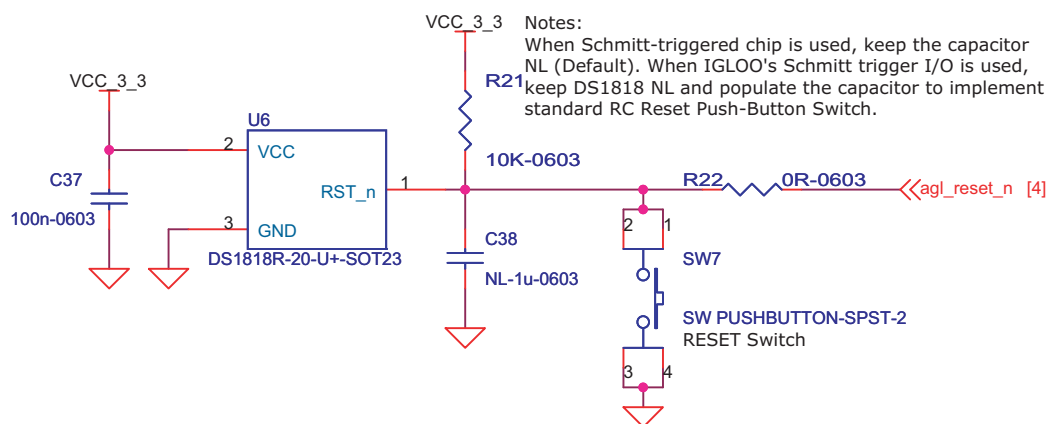 VCC_3_3
Notes:
When Schmitt-triggered chip is used, keep the capacitor
NL (Default). When IGLOO's Schmitt trigger I/O is used,
keep DS1818 NL and populate the capacitor to implement
standard RC Reset Push-Button Switch.
VCC_3_3
R21
U6
2
VCC
10K-0603
C37
RST_n
1
R22
0R-0603
agl_reset_n [4]
100n-0603
3
GND
2
1
C38
DS1818R-20-U+-SOT23
SW7
NL-1u-0603
SW PUSHBUTTON-SPST-2
RESET Switch
3
4